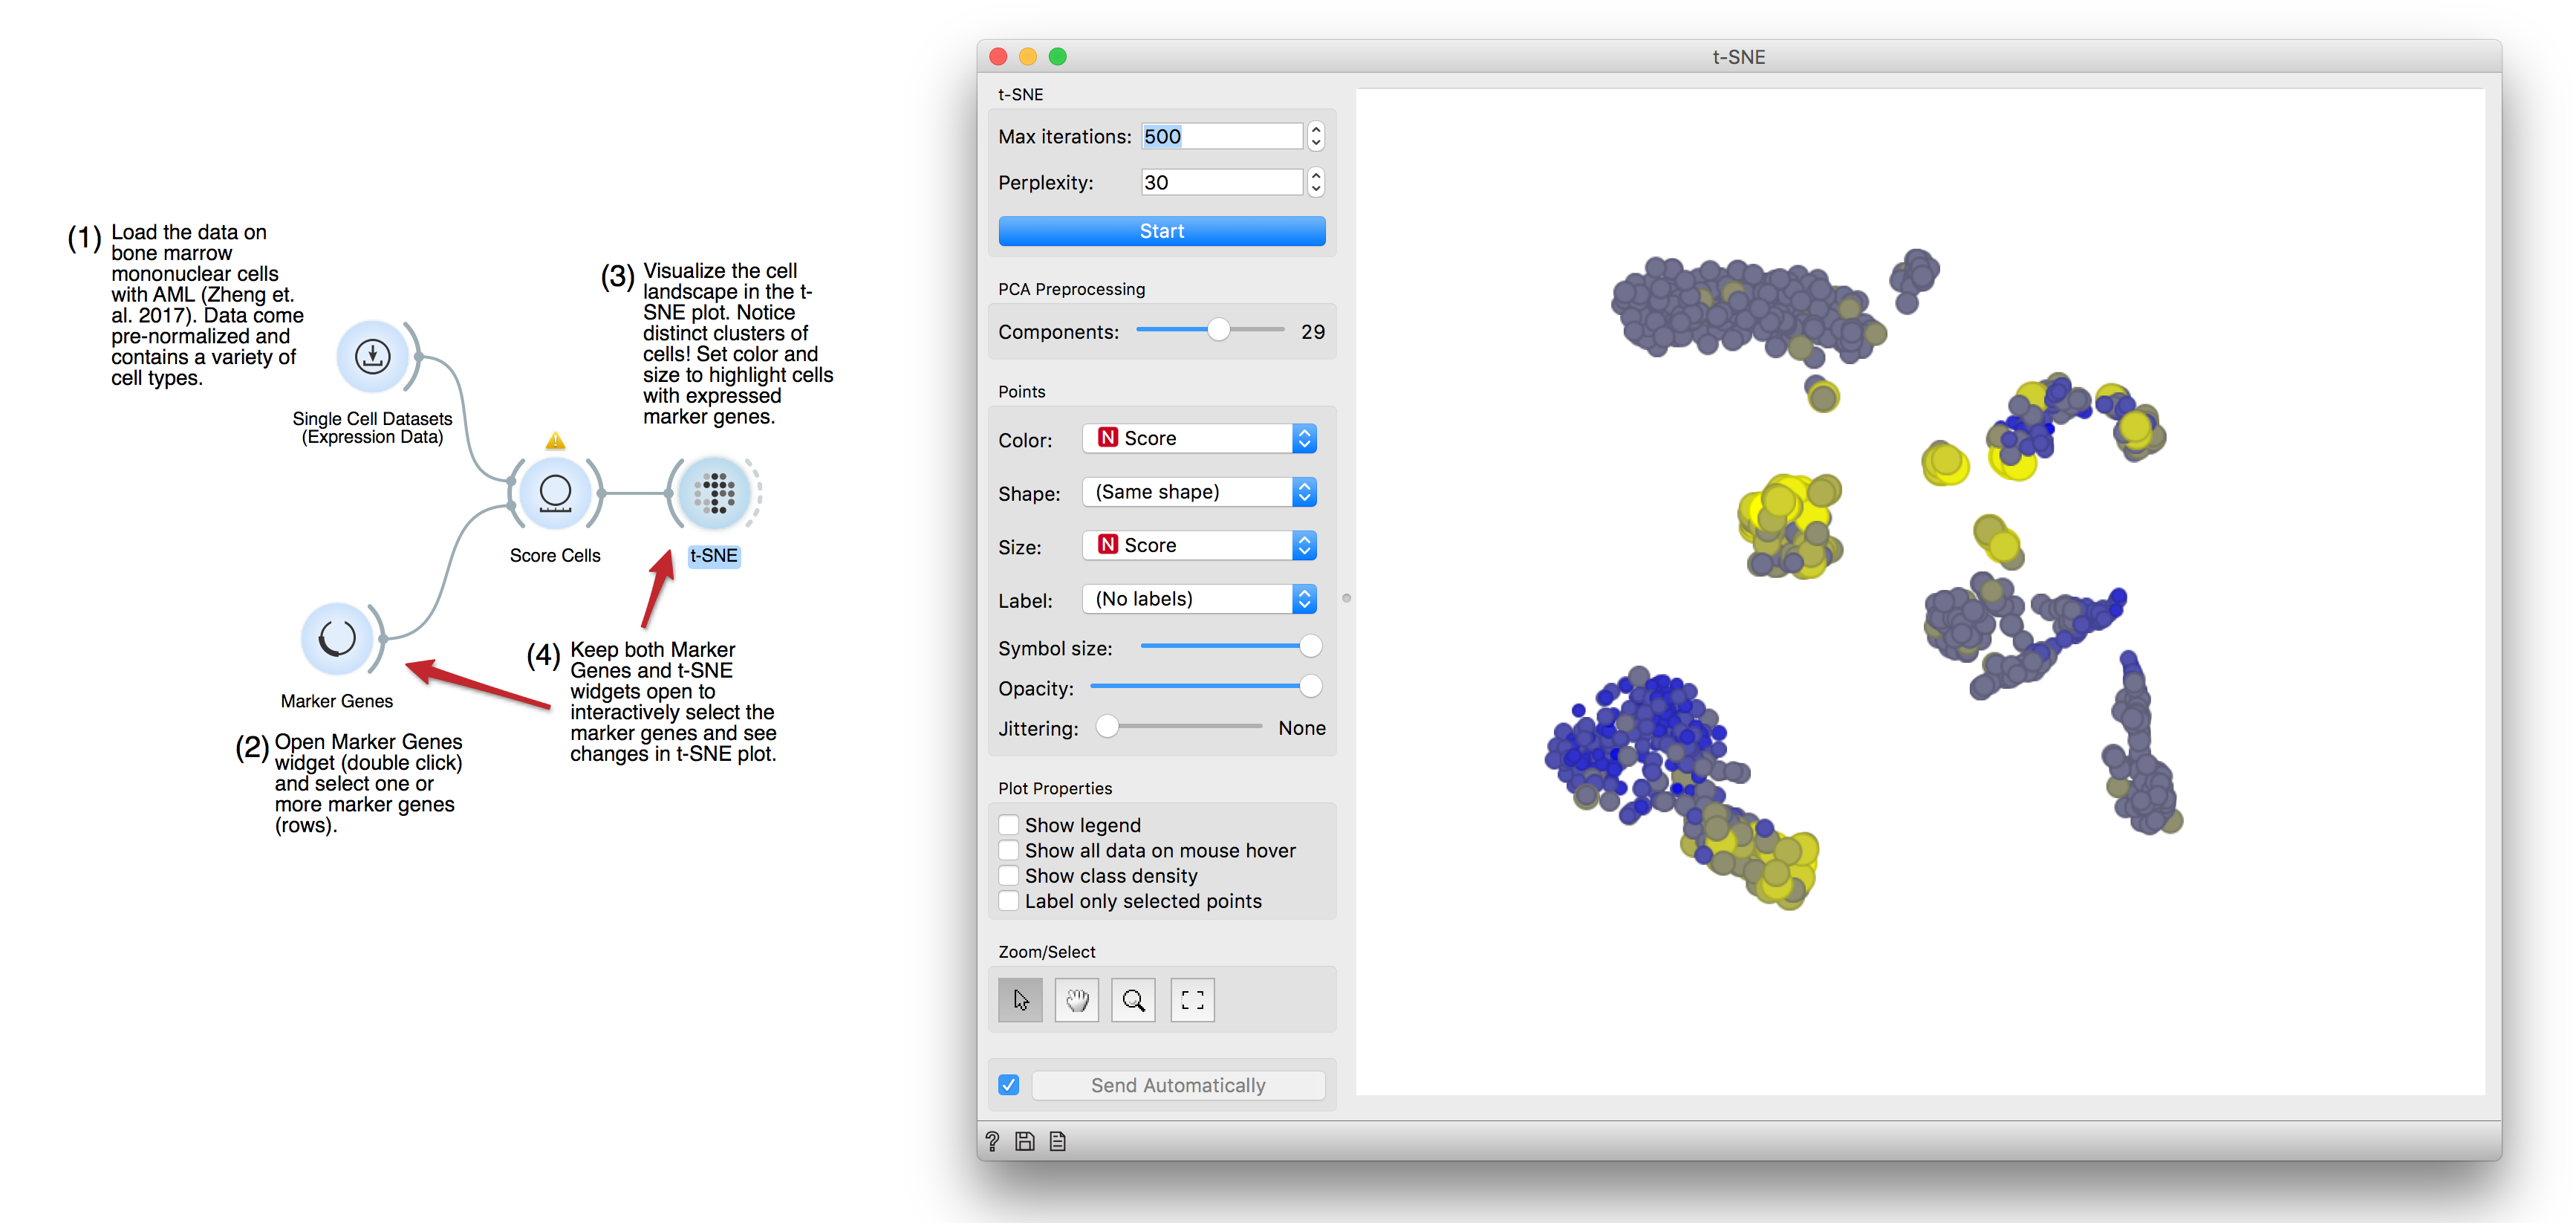 (1) Load the data on
bone marrow
mononuclear cells
with AML (Zheng et.
al. 2017). Data come
pre-normalized and
contains a variety of
cell types.
Single Cell Datasets
(Expression Data)
(3) Visualize the cell
landscape in the t-
SNE plot. Notice
distinct clusters of
cells! Set color and
size to highlight cells
with expressed
marker genes.
Score Cells
t-SNE
Marker Genes
(2) Open Marker Genes
widget (double click)
and select one or
more marker genes
(rows).
(4) Keep both Marker
Genes and t-SNE
widgets open to
interactively select the
marker genes and see
changes in t-SNE plot.
t-SNE
t-SNE
Max iterations: 500
Perplexity: 30
Start
PCA Preprocessing
Components: 29
Points
Color: N Score
Shape: (Same shape)
Size: N Score
Label: (No labels)
Symbol size:
Opacity:
Jittering: None
Plot Properties
Show legend
Show all data on mouse hover
Show class density
Label only selected points
Zoom/Select
Send Automatically
?